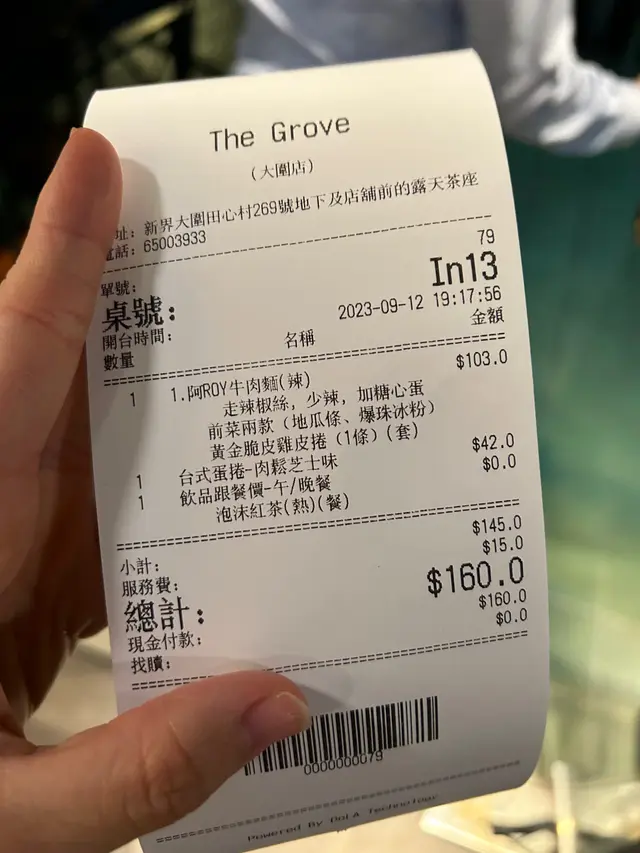 The Grove
(大圍店)
址: 新界大圍田心村269號地下及店舖前的露天茶座
電話: 65003933
單號: 79
桌號: In13
開台時間: 2023-09-12 19:17:56
數量 名稱 金額
1 1.阿ROY牛肉麵(辣) $103.0
走辣椒絲, 少辣, 加糖心蛋
前菜兩款 (地瓜條、爆珠冰粉)
黃金脆皮雞皮捲 (1條) (套)
1 台式蛋捲-肉鬆芝士味 $42.0
1 飲品跟餐價-午/晚餐 $0.0
泡沫紅茶(熱)(餐)
小計: $145.0
服務費: $15.0
總計: $160.0
現金付款: $160.0
找贖: $0.0
0000000079
Powered By